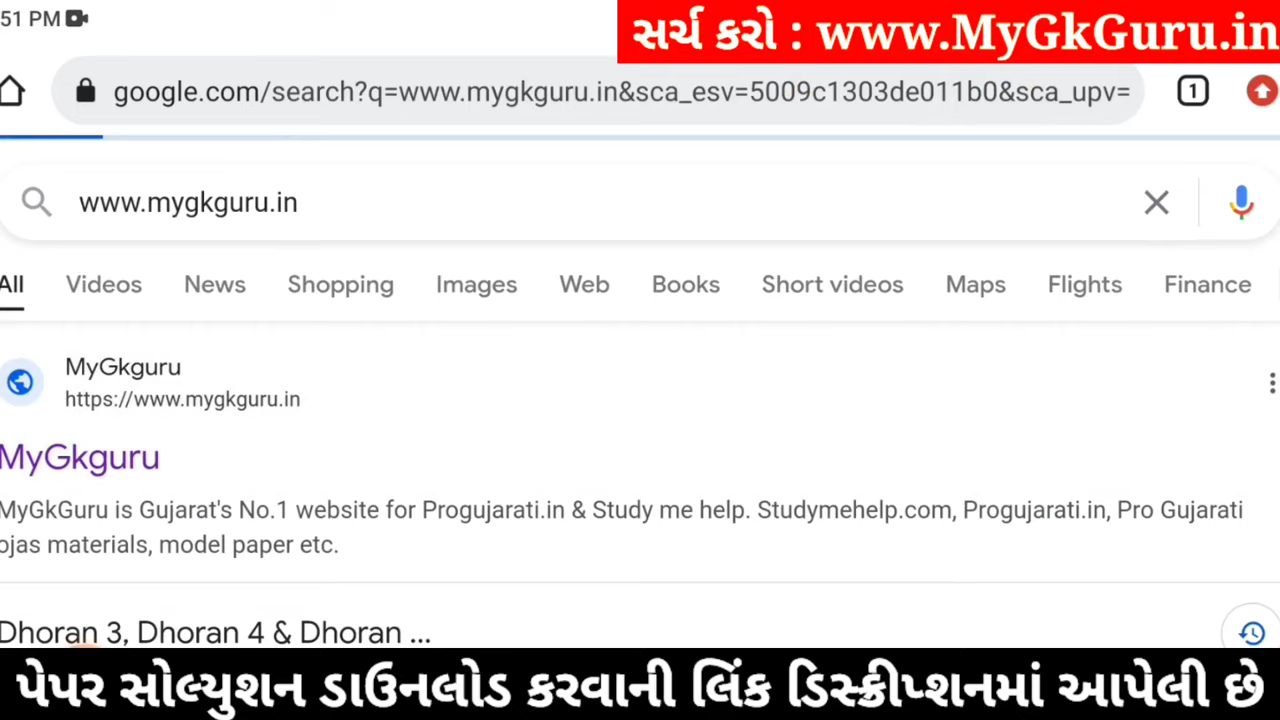 51 PM
સર્ચ કરો : www.MyGkGuru.in
google.com/search?q=www.mygkguru.in&sca_esv=5009c1303de011b0&sca_upv=
1
www.mygkguru.in
All Videos News Shopping Images Web Books Short videos Maps Flights Finance
MyGkguru
https://www.mygkguru.in
MyGkguru
MyGkGuru is Gujarat's No.1 website for Progujarati.in & Study me help. Studymehelp.com, Progujarati.in, Pro Gujarati
ojas materials, model paper etc.
Dhoran 3, Dhoran 4 & Dhoran ...
પેપર સોલ્યુશન ડાઉનલોડ કરવાની લિંક ડિસ્ક્રીપ્શનમાં આપેલી છે